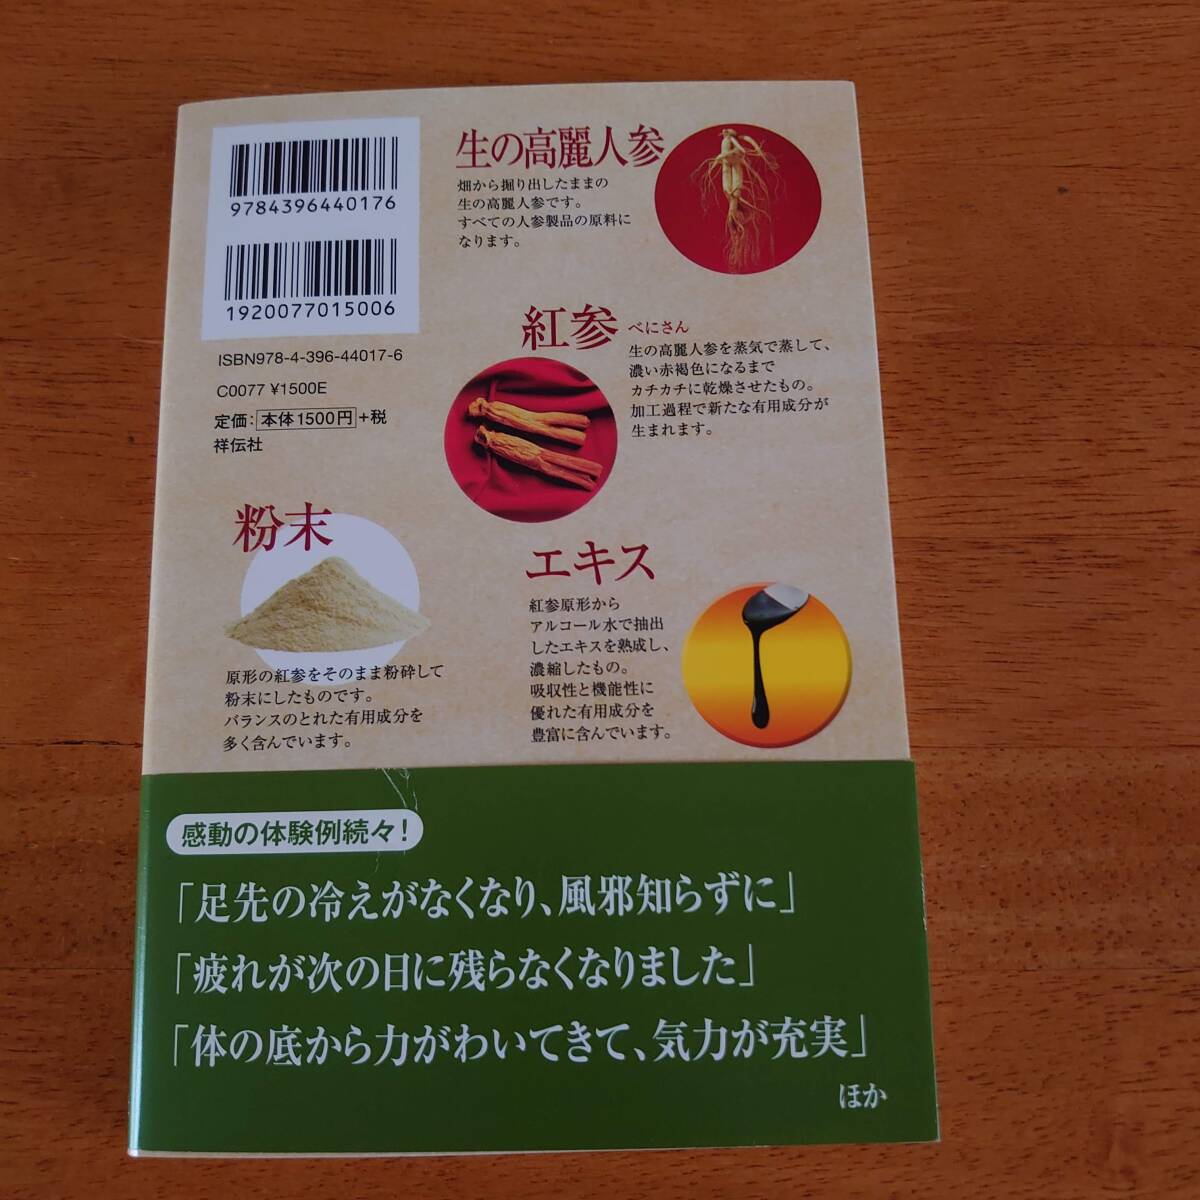 9784396440176
1920077015006
ISBN978-4-396-44017-6
C0077 ¥1500E
定価：本体1500円+税
祥伝社
生の高麗人参
畑から掘り出したままの
生の高麗人参です。
すべての人参製品の原料に
なります。
紅参 べにさん
生の高麗人参を蒸気で蒸して、
濃い赤褐色になるまで
カチカチに乾燥させたもの。
加工過程で新たな有用成分が
生まれます。
粉末
原形の紅参をそのまま粉砕して
粉末にしたものです。
バランスのとれた有用成分を
多く含んでいます。
エキス
紅参原形から
アルコール水で抽出
したエキスを熟成し、
濃縮したもの。
吸収性と機能性に
優れた有用成分を
豊富に含んでいます。
感動の体験例続々！
「足先の冷えがなくなり、風邪知らずに」
「疲れが次の日に残らなくなりました」
「体の底から力がわいてきて、気力が充実」
ほか